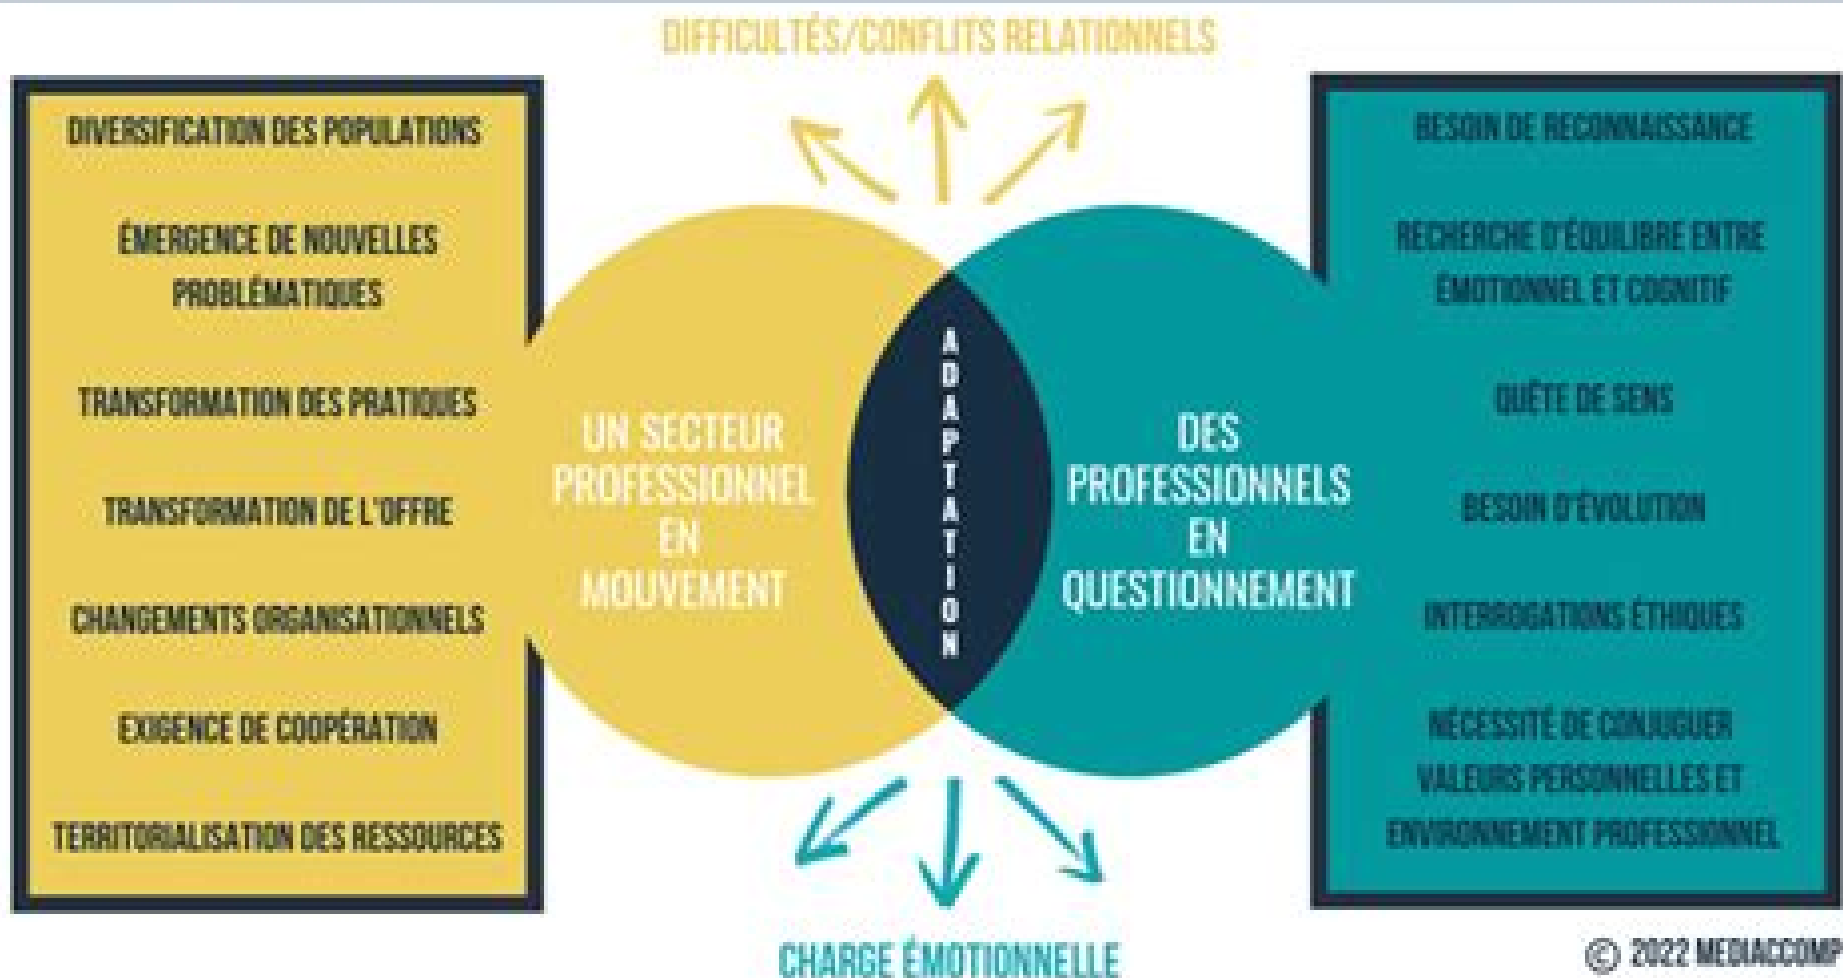 DIFFICULTÉS/CONFLITS RELATIONNELS
DIVERSIFICATION DES POPULATIONS
ÉMERGENCE DE NOUVELLES
PROBLÉMATIQUES
TRANSFORMATION DES PRATIQUES
TRANSFORMATION DE L'OFFRE
CHANGEMENTS ORGANISATIONNELS
EXIGENCE DE COOPÉRATION
TERRITORIALISATION DES RESSOURCES
UN SECTEUR
PROFESSIONNEL
EN
MOUVEMENT
ADAPTATION
DES
PROFESSIONNELS
EN
QUESTIONNEMENT
BESOIN DE RECONNAISSANCE
RECHERCHE D'ÉQUILIBRE ENTRE
ÉMOTIONNEL ET COGNITIF
QUÊTE DE SENS
BESOIN D'ÉVOLUTION
INTERROGATIONS ÉTHIQUES
NÉCESSITÉ DE CONJUGUER
VALEURS PERSONNELLES ET
ENVIRONNEMENT PROFESSIONNEL
CHARGE ÉMOTIONNELLE
© 2022 MEDIACCOMP